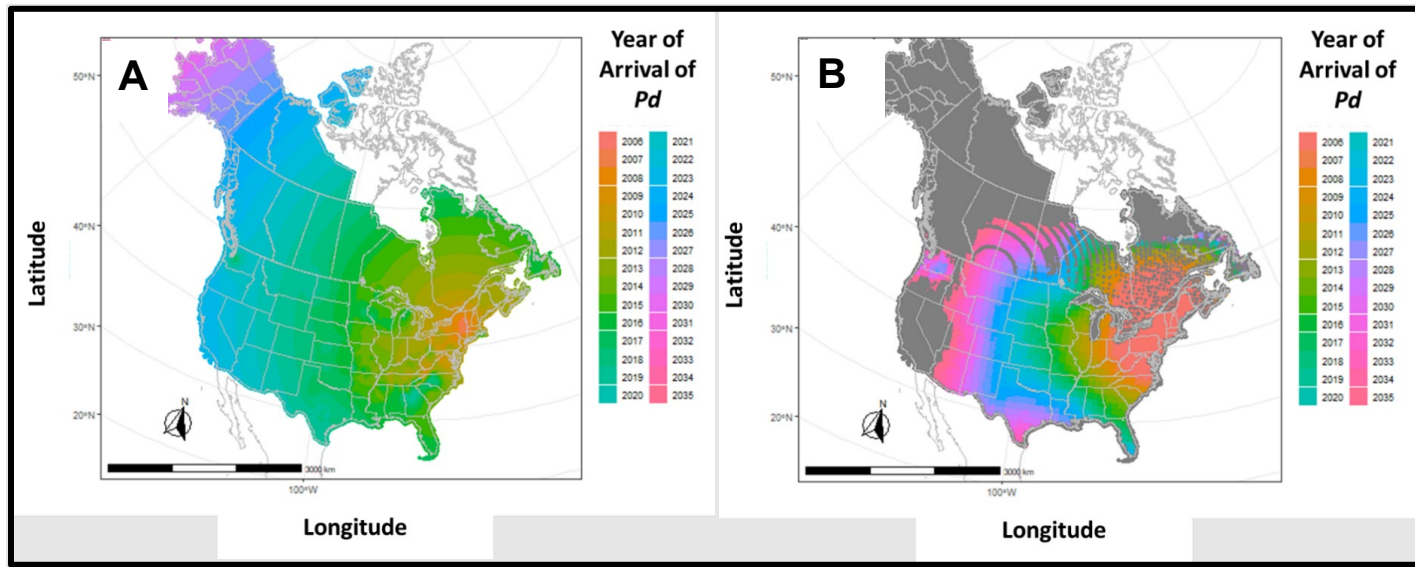 A
Year of
Arrival of
Pd
50°N
40°N
30°N
20°N
Latitude
2006 2021
2007 2022
2008 2023
2009 2024
2010 2025
2012 2027
2013 2028
2014 2029
2015 2030
2016 2031
2017 2032
2018 2033
2019 2034
2020 2035
N
3000 km
100°W
Longitude
B
Year of
Arrival of
Pd
50°N
40°N
30°N
20°N
Latitude
2006 2021
2007 2022
2008 2023
2009 2024
2010 2025
2012 2027
2013 2028
2014 2029
2015 2030
2016 2031
2017 2032
2018 2033
2019 2034
2020 2035
N
3000 km
100°W
Longitude